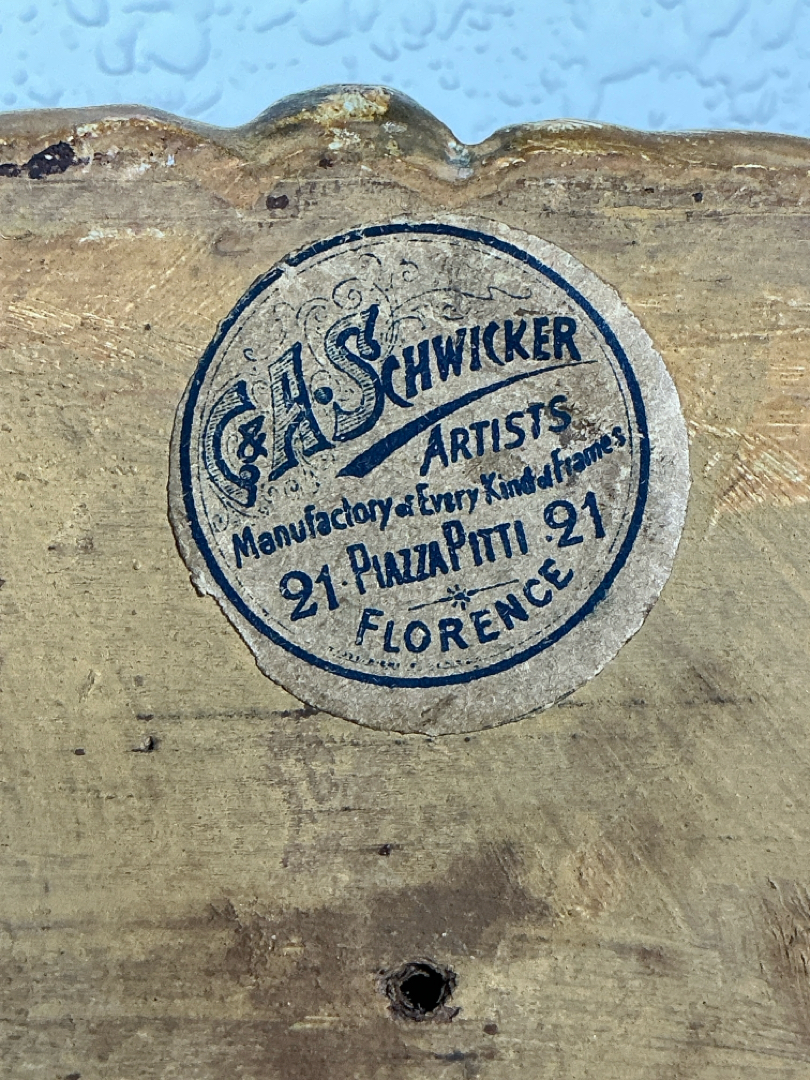 G & A. SCHWICKER
ARTISTS
Manufactory of Every Kind of Frames
21 · PIAZZA PITTI · 21
FLORENCE